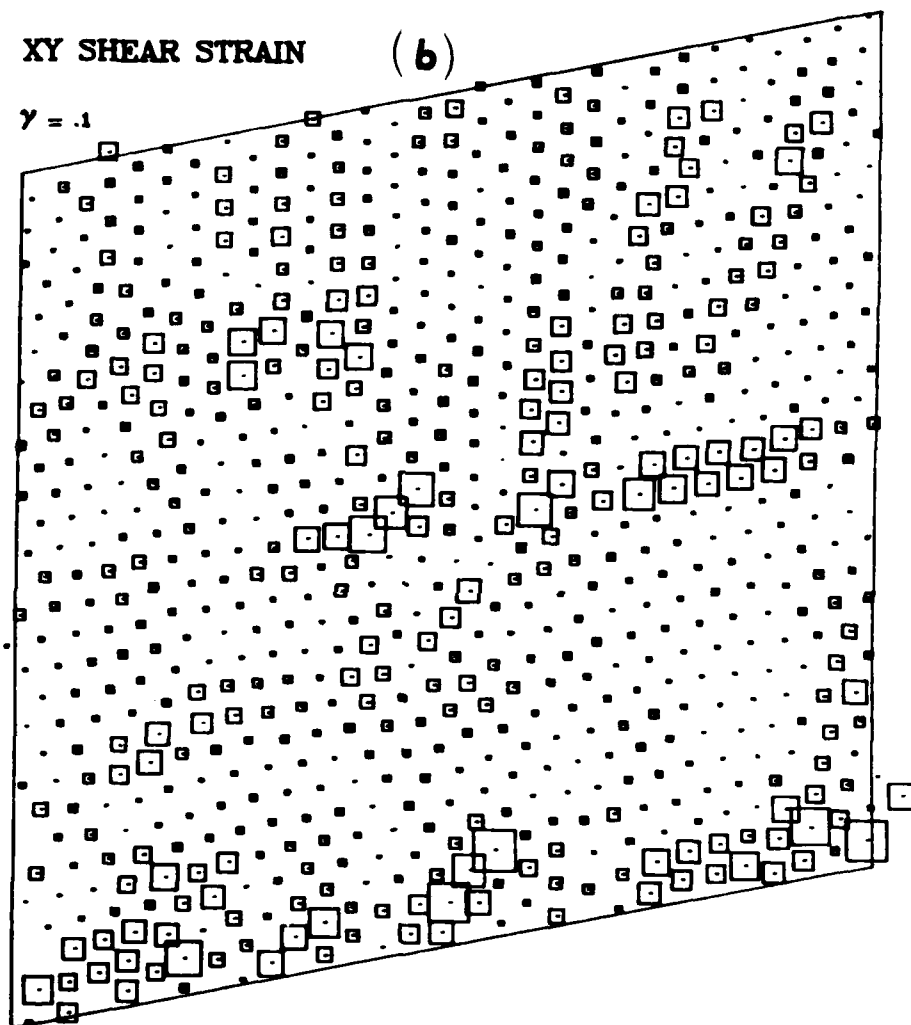 XY SHEAR STRAIN (b)
γ = .1